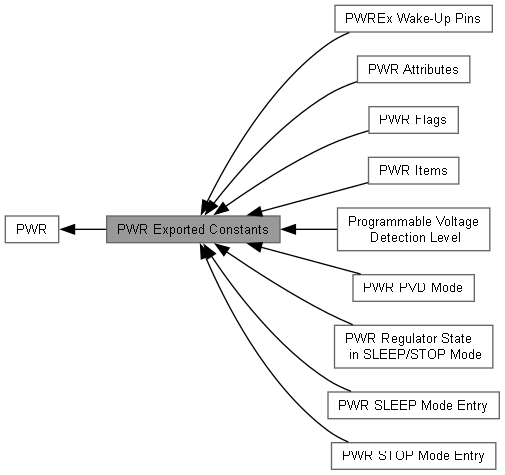 PWREx Wake-Up Pins
PWR Attributes
PWR Flags
PWR Items
PWR
PWR Exported Constants
Programmable Voltage
Detection Level
PWR PVD Mode
PWR Regulator State
in SLEEP/STOP Mode
PWR SLEEP Mode Entry
PWR STOP Mode Entry